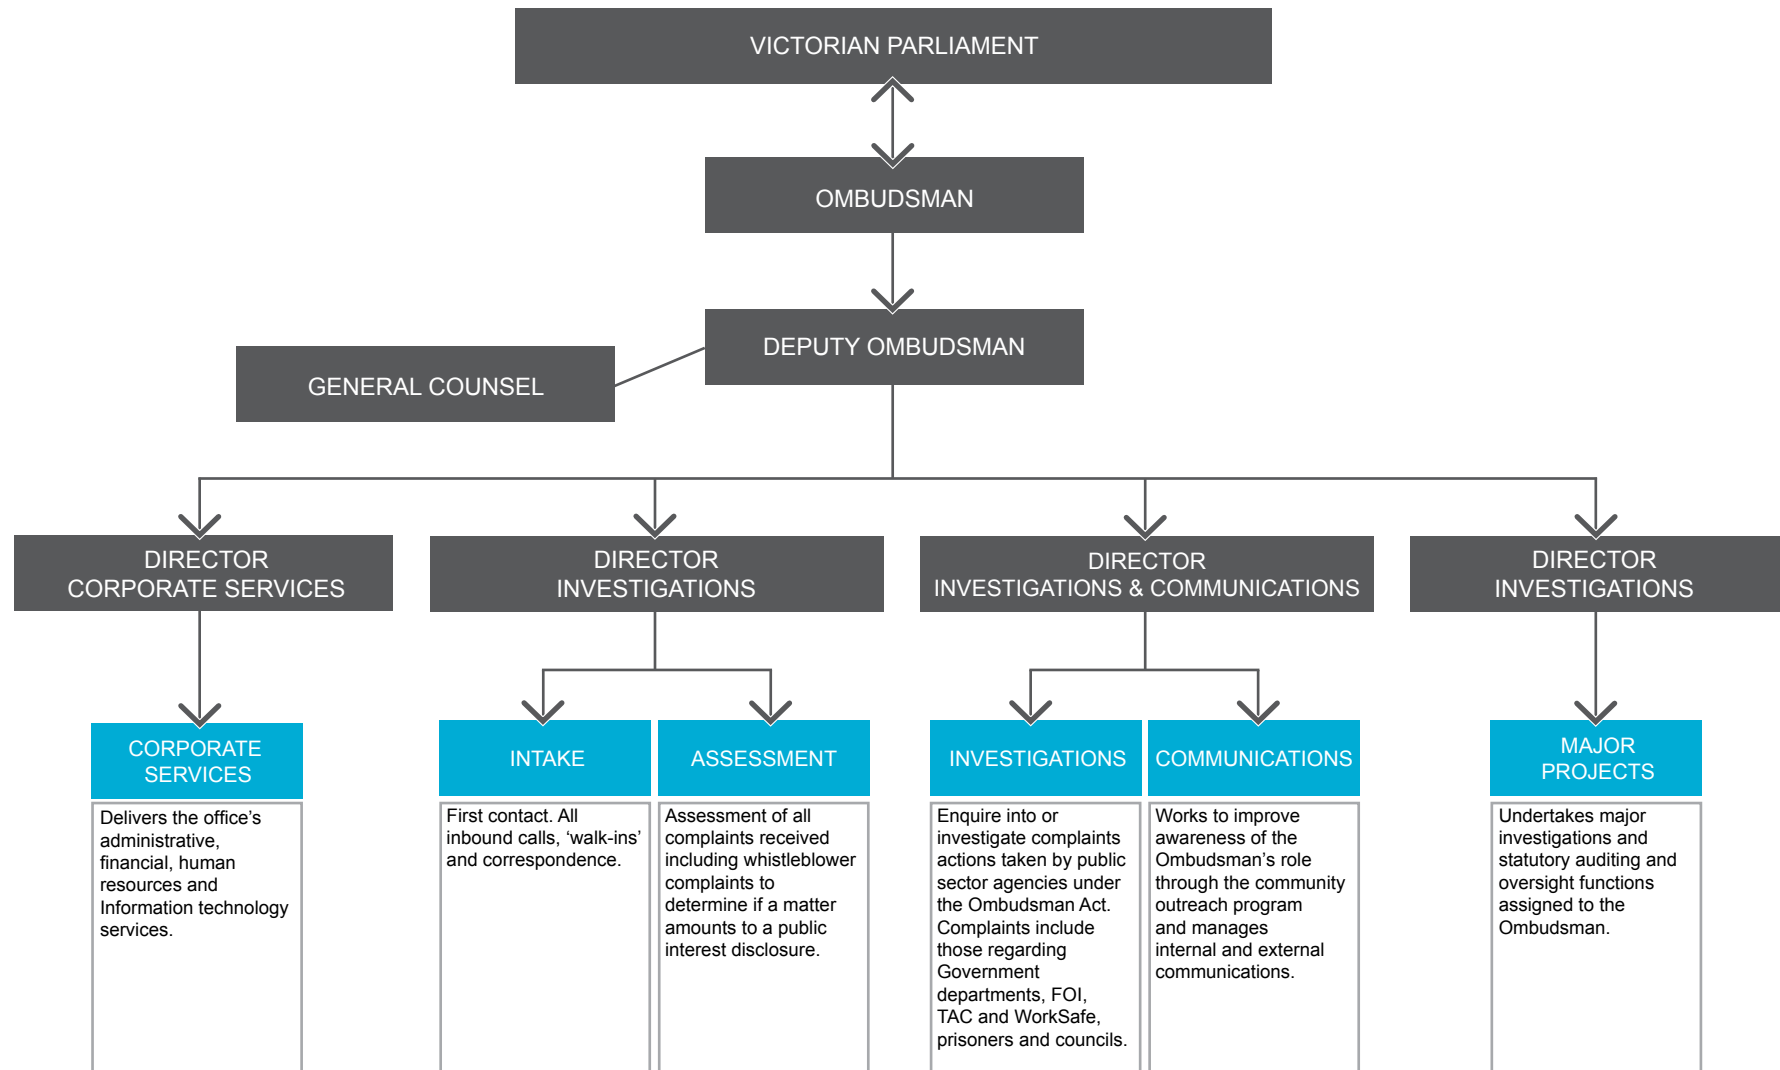 VICTORIAN PARLIAMENT
OMBUDSMAN
DEPUTY OMBUDSMAN
GENERAL COUNSEL
DIRECTOR
CORPORATE SERVICES
DIRECTOR
INVESTIGATIONS
DIRECTOR
INVESTIGATIONS & COMMUNICATIONS
DIRECTOR
INVESTIGATIONS
CORPORATE
SERVICES
Delivers the office’s
administrative,
financial, human
resources and
Information technology
services.
INTAKE
First contact. All
inbound calls, ‘walk-ins’
and correspondence.
ASSESSMENT
Assessment of all
complaints received
including whistleblower
complaints to
determine if a matter
amounts to a public
interest disclosure.
INVESTIGATIONS
Enquire into or
investigate complaints
actions taken by public
sector agencies under
the Ombudsman Act.
Complaints include
those regarding
Government
departments, FOI,
TAC and WorkSafe,
prisoners and councils.
COMMUNICATIONS
Works to improve
awareness of the
Ombudsman’s role
through the community
outreach program
and manages
internal and external
communications.
MAJOR
PROJECTS
Undertakes major
investigations and
statutory auditing and
oversight functions
assigned to the
Ombudsman.